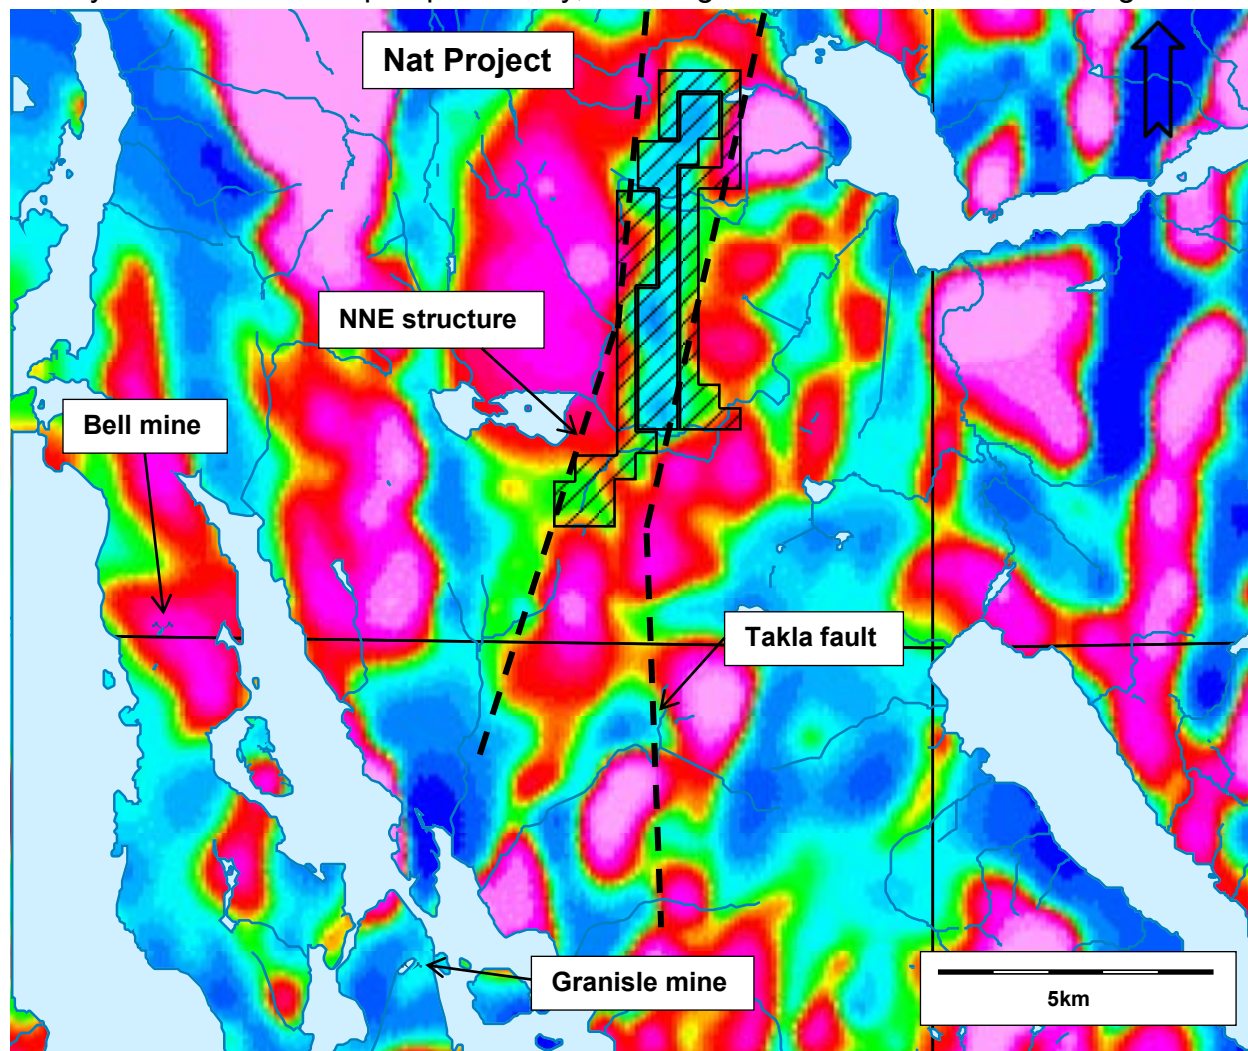 Nat Project
NNE structure
Bell mine
Takla fault
Granisle mine
5km